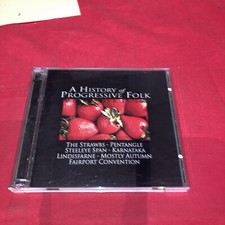 A History of
Progressive Folk
The Strawbs - Pentangle
Steeleye Span - Karnataka
Lindisfarne - Mostly Autumn
Fairport Convention